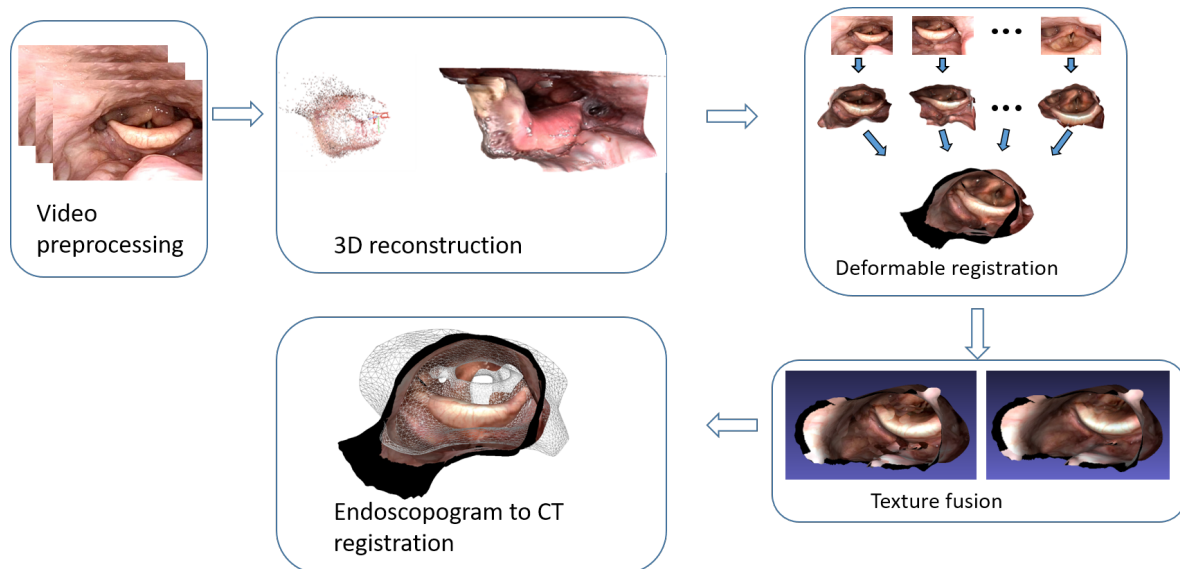 Video
preprocessing
3D reconstruction
Deformable registration
Texture fusion
Endoscopogram to CT
registration